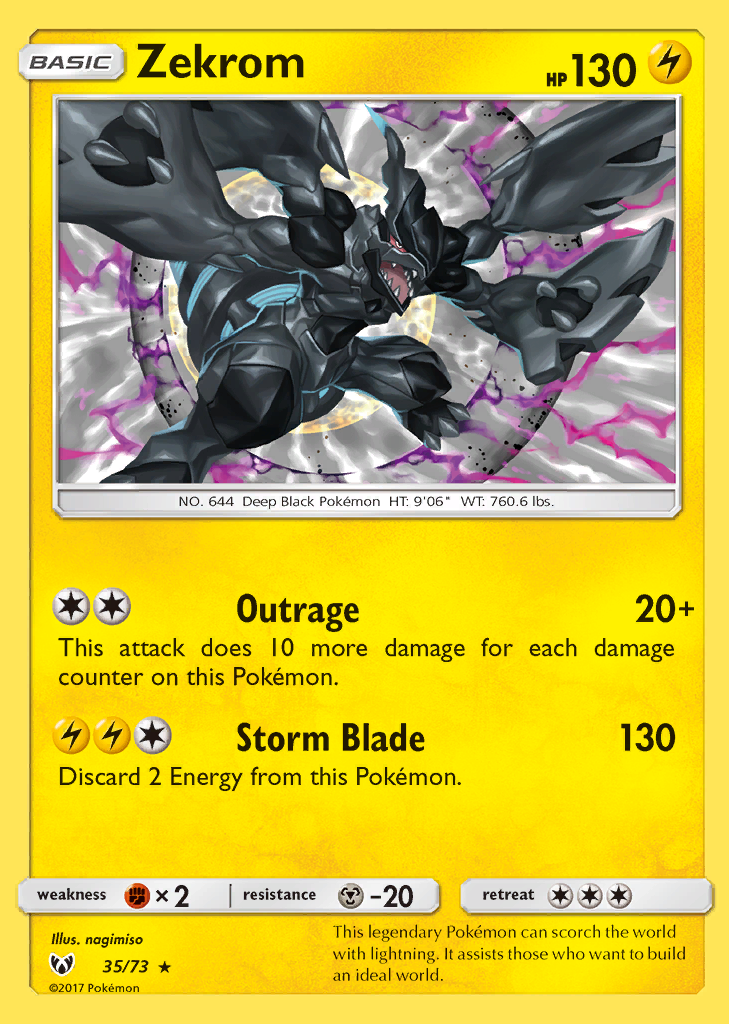 BASIC Zekrom HP 130
NO. 644 Deep Black Pokémon HT: 9'06" WT: 760.6 lbs.
Outrage 20+
This attack does 10 more damage for each damage
counter on this Pokémon.
Storm Blade 130
Discard 2 Energy from this Pokémon.
weakness × 2 resistance -20 retreat
Illus. nagimiso
35/73
©2017 Pokémon
This legendary Pokémon can scorch the world
with lightning. It assists those who want to build
an ideal world.